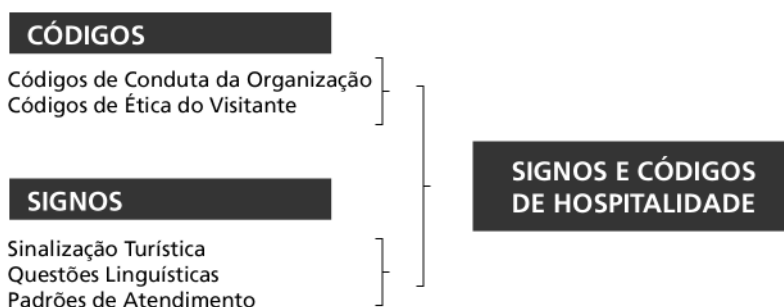 CÓDIGOS
Códigos de Conduta da Organização
Códigos de Ética do Visitante
SIGNOS E CÓDIGOS
DE HOSPITALIDADE
SIGNOS
Sinalização Turística
Questões Linguísticas
Padrões de Atendimento